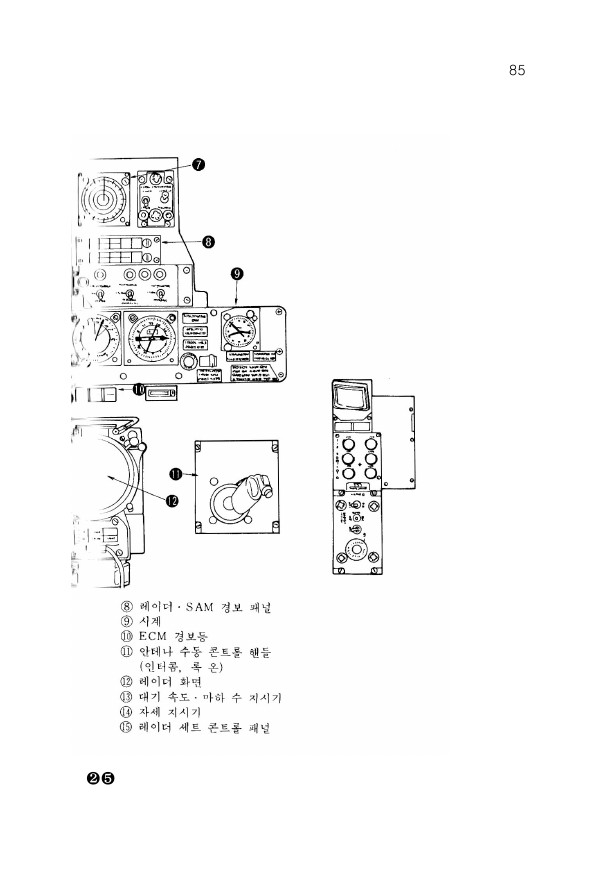 85
❼
❽
❾
❿
⓫
⓬
⑧ 레이더 · SAM 경보 패널
⑨ 시계
⑩ ECM 경보등
⑪ 안테나 수동 콘트롤 핸들
(인터콤, 록 온)
⑫ 레이더 화면
⑬ 대기 속도 · 마하 수 지시기
⑭ 자세 지시기
⑮ 레이더 세트 콘트롤 패널
❷❺